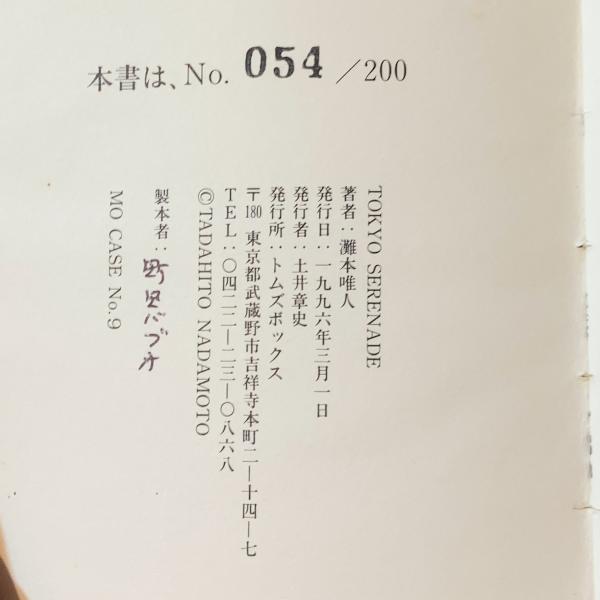 本書は、No. 054 /200
TOKYO SERENADE
著者：灘本唯人
発行日：一九九六年三月一日
発行者：土井章史
発行所：トムズボックス
〒180 東京都武蔵野市吉祥寺本町二―十四―七
TEL：〇四二二―二三―〇八六八
©TADAHITO NADAMOTO
製本者：
MO CASE No.9